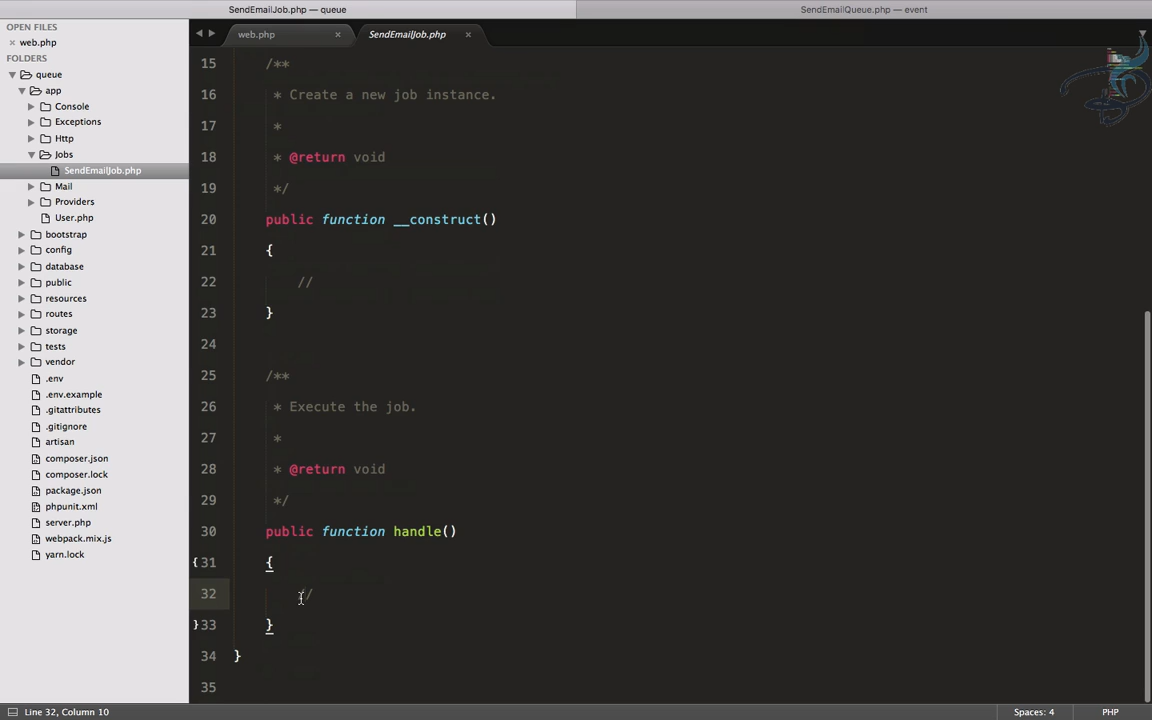 SendEmailJob.php — queue
SendEmailQueue.php — event
OPEN FILES
× web.php
FOLDERS
queue
app
Console
Exceptions
Http
Jobs
SendEmailJob.php
Mail
Providers
User.php
bootstrap
config
database
public
resources
routes
storage
tests
vendor
.env
.env.example
.gitattributes
.gitignore
artisan
composer.json
composer.lock
package.json
phpunit.xml
server.php
webpack.mix.js
yarn.lock
web.php ×
SendEmailJob.php ×
15 /**
16 * Create a new job instance.
17 *
18 * @return void
19 */
20 public function __construct()
21 {
22 //
23 }
24
25 /**
26 * Execute the job.
27 *
28 * @return void
29 */
30 public function handle()
{ 31 {
32 //
} 33 }
34 }
35
Line 32, Column 10
Spaces: 4
PHP